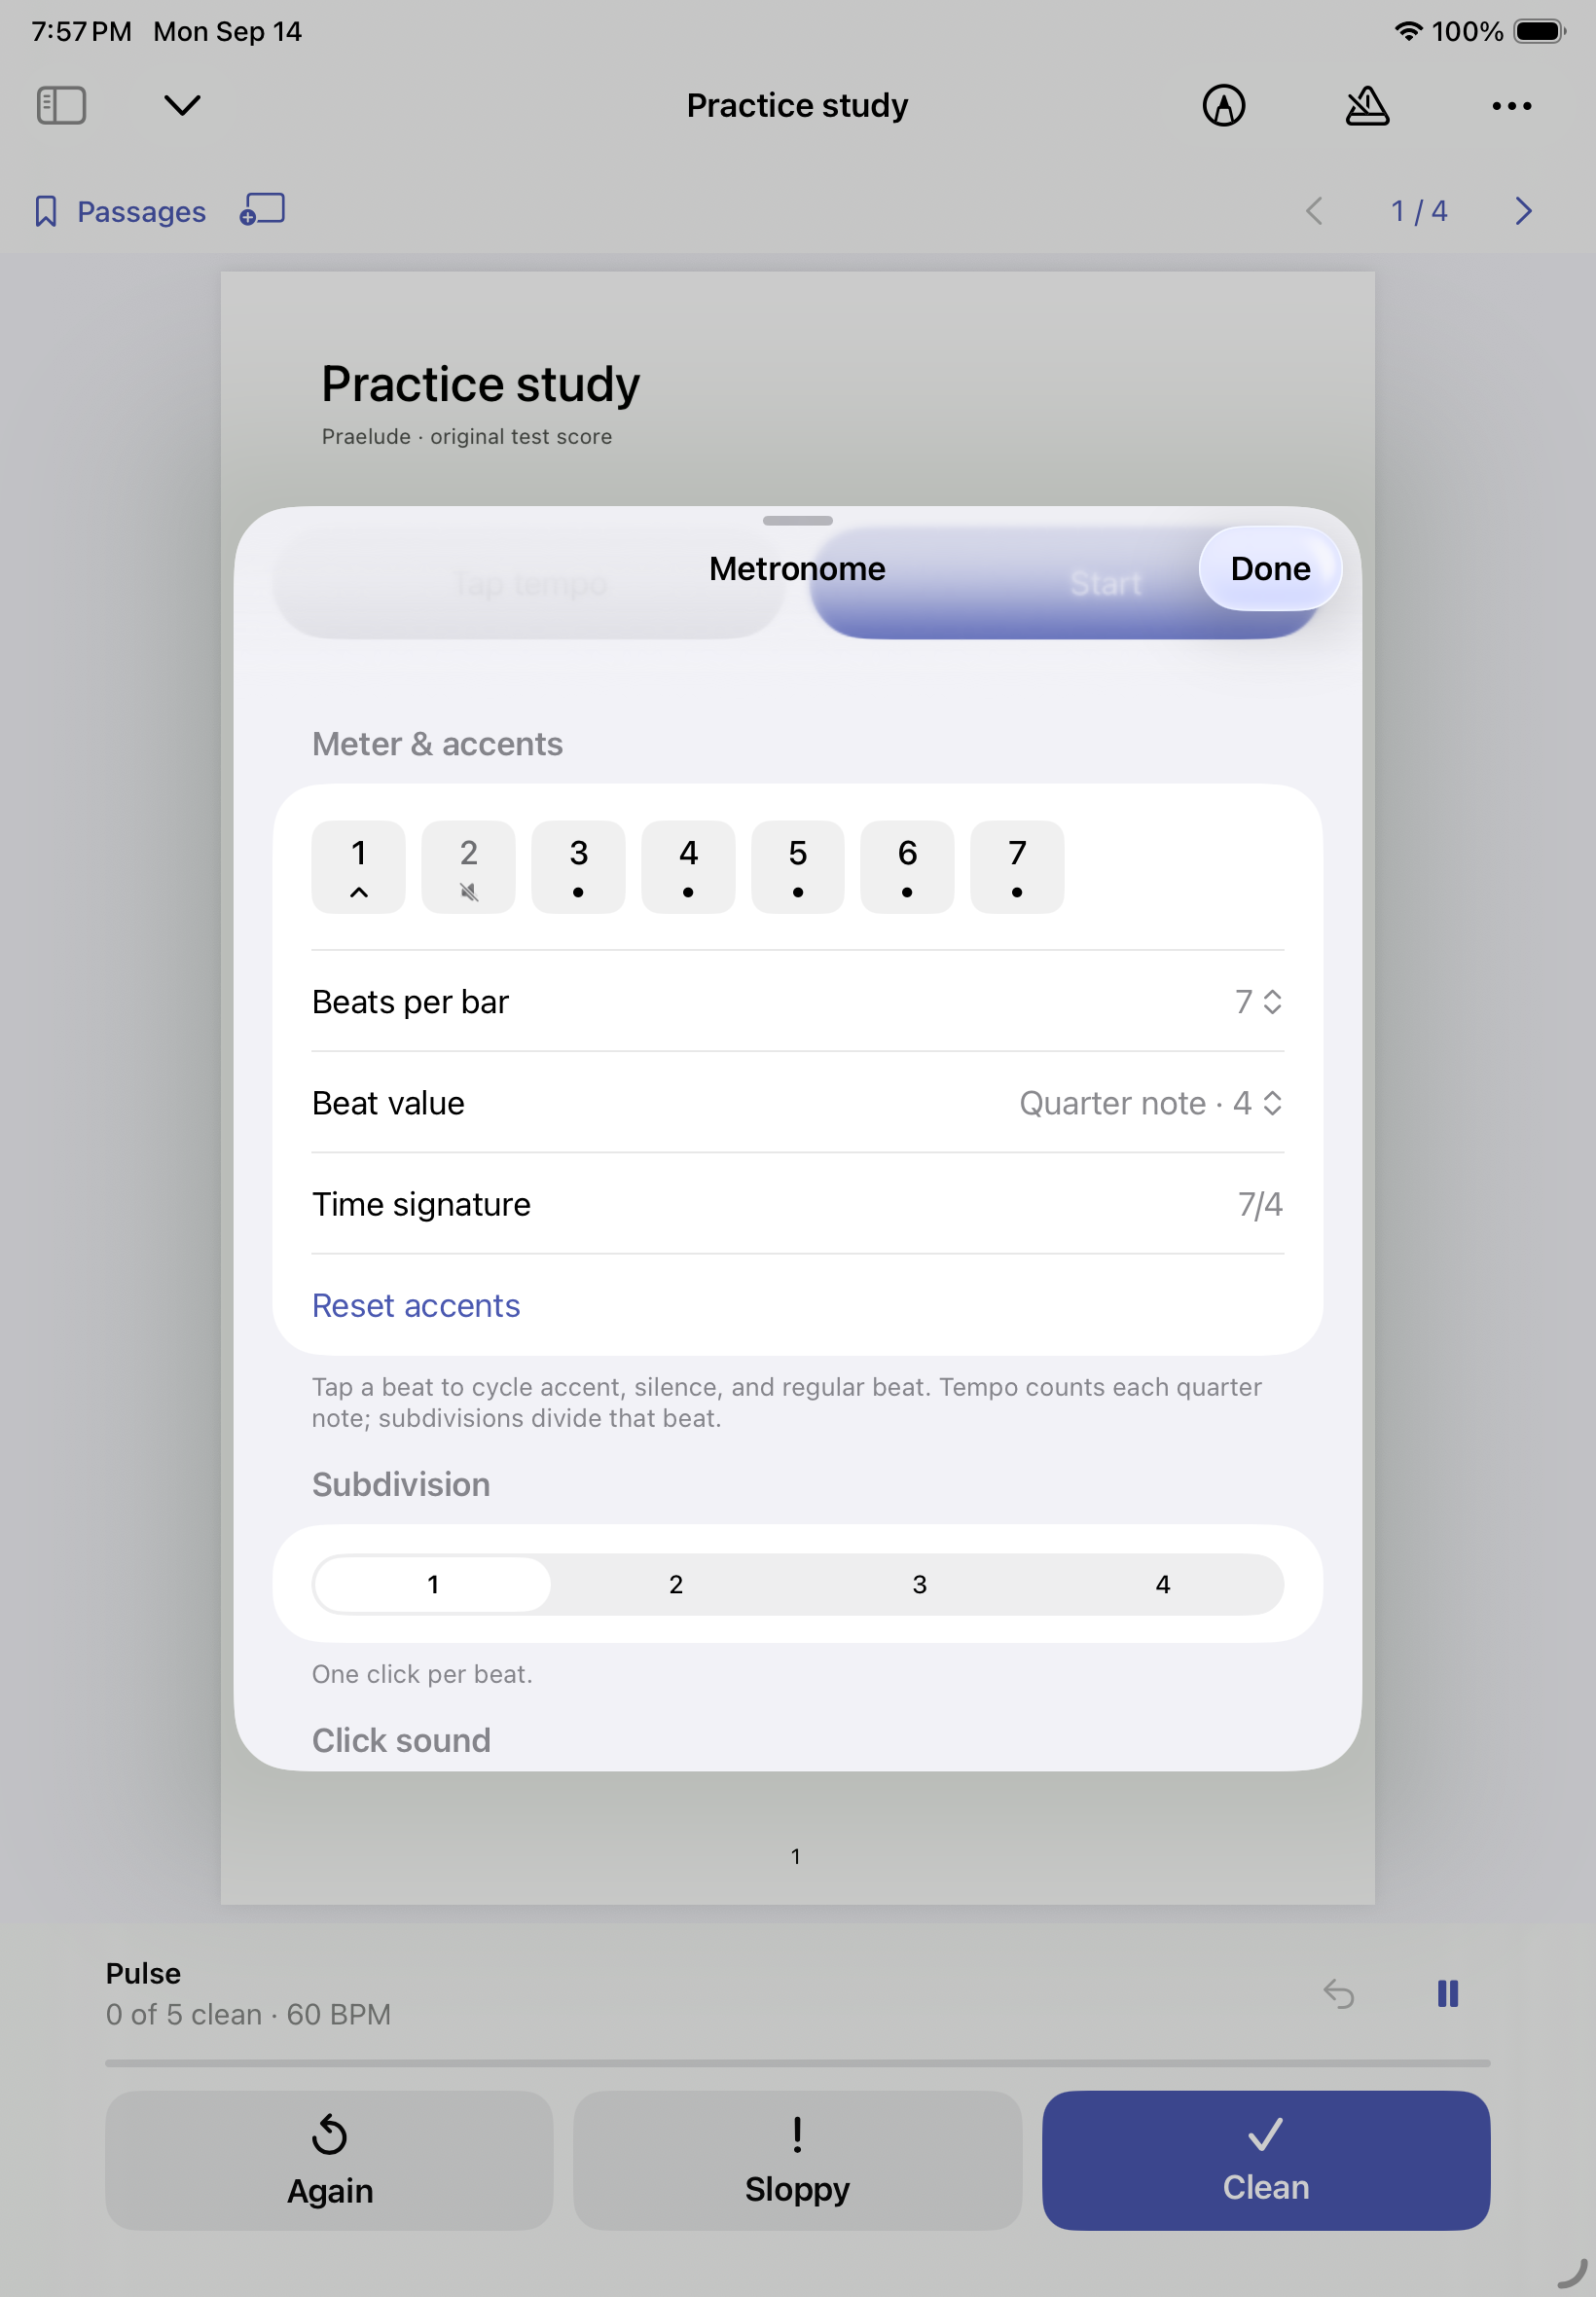 7:57 PM Mon Sep 14
100%
Practice study
Passages
1 / 4
Practice study
Praelude · original test score
Tap tempo
Metronome
Start
Done
Meter & accents
1 2 3 4 5 6 7
Beats per bar 7
Beat value Quarter note · 4
Time signature 7/4
Reset accents
Tap a beat to cycle accent, silence, and regular beat. Tempo counts each quarter
note; subdivisions divide that beat.
Subdivision
1 2 3 4
One click per beat.
Click sound
1
Pulse
0 of 5 clean · 60 BPM
Again
Sloppy
Clean